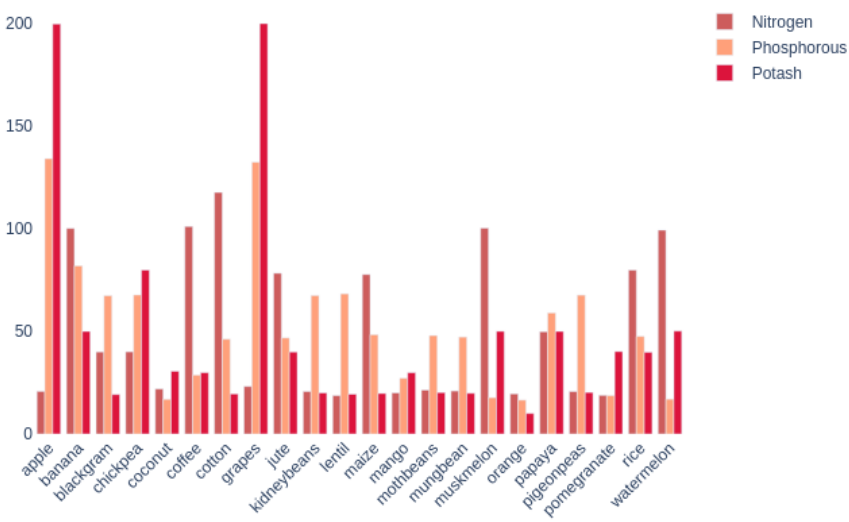 200
150
100
50
0
Nitrogen
Phosphorous
Potash
apple
banana
blackgram
chickpea
coconut
coffee
cotton
grapes
jute
kidneybeans
lentil
maize
mango
mothbeans
mungbean
muskmelon
orange
papaya
pigeonpeas
pomegranate
rice
watermelon